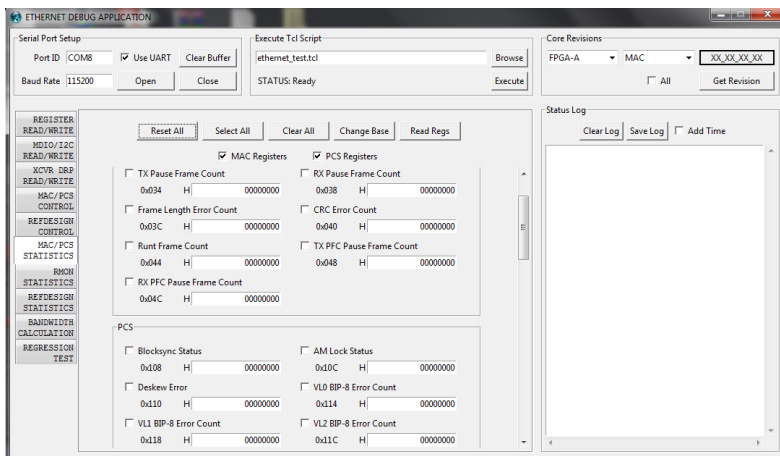 ETHERNET DEBUG APPLICATION
Serial Port Setup
Port ID COM8 Use UART Clear Buffer
Baud Rate 115200 Open Close
Execute Tcl Script
ethernet_test.tcl Browse
STATUS: Ready Execute
Core Revisions
FPGA-A MAC XX_XX_XX_XX
All Get Revision
REGISTER
READ/WRITE
MDIO/I2C
READ/WRITE
XCVR DRP
READ/WRITE
MAC/PCS
CONTROL
REFDESIGN
CONTROL
MAC/PCS
STATISTICS
RMON
STATISTICS
REFDESIGN
STATISTICS
BANDWIDTH
CALCULATION
REGRESSION
TEST
Reset All Select All Clear All Change Base Read Regs
MAC Registers PCS Registers
TX Pause Frame Count RX Pause Frame Count
0x034 H 00000000 0x038 H 00000000
Frame Length Error Count CRC Error Count
0x03C H 00000000 0x040 H 00000000
Runt Frame Count TX PFC Pause Frame Count
0x044 H 00000000 0x048 H 00000000
RX PFC Pause Frame Count
0x04C H 00000000
PCS
Blocksync Status AM Lock Status
0x108 H 00000000 0x10C H 00000000
Deskew Error VL0 BIP-8 Error Count
0x110 H 00000000 0x114 H 00000000
VL1 BIP-8 Error Count VL2 BIP-8 Error Count
0x118 H 00000000 0x11C H 00000000
Status Log
Clear Log Save Log Add Time